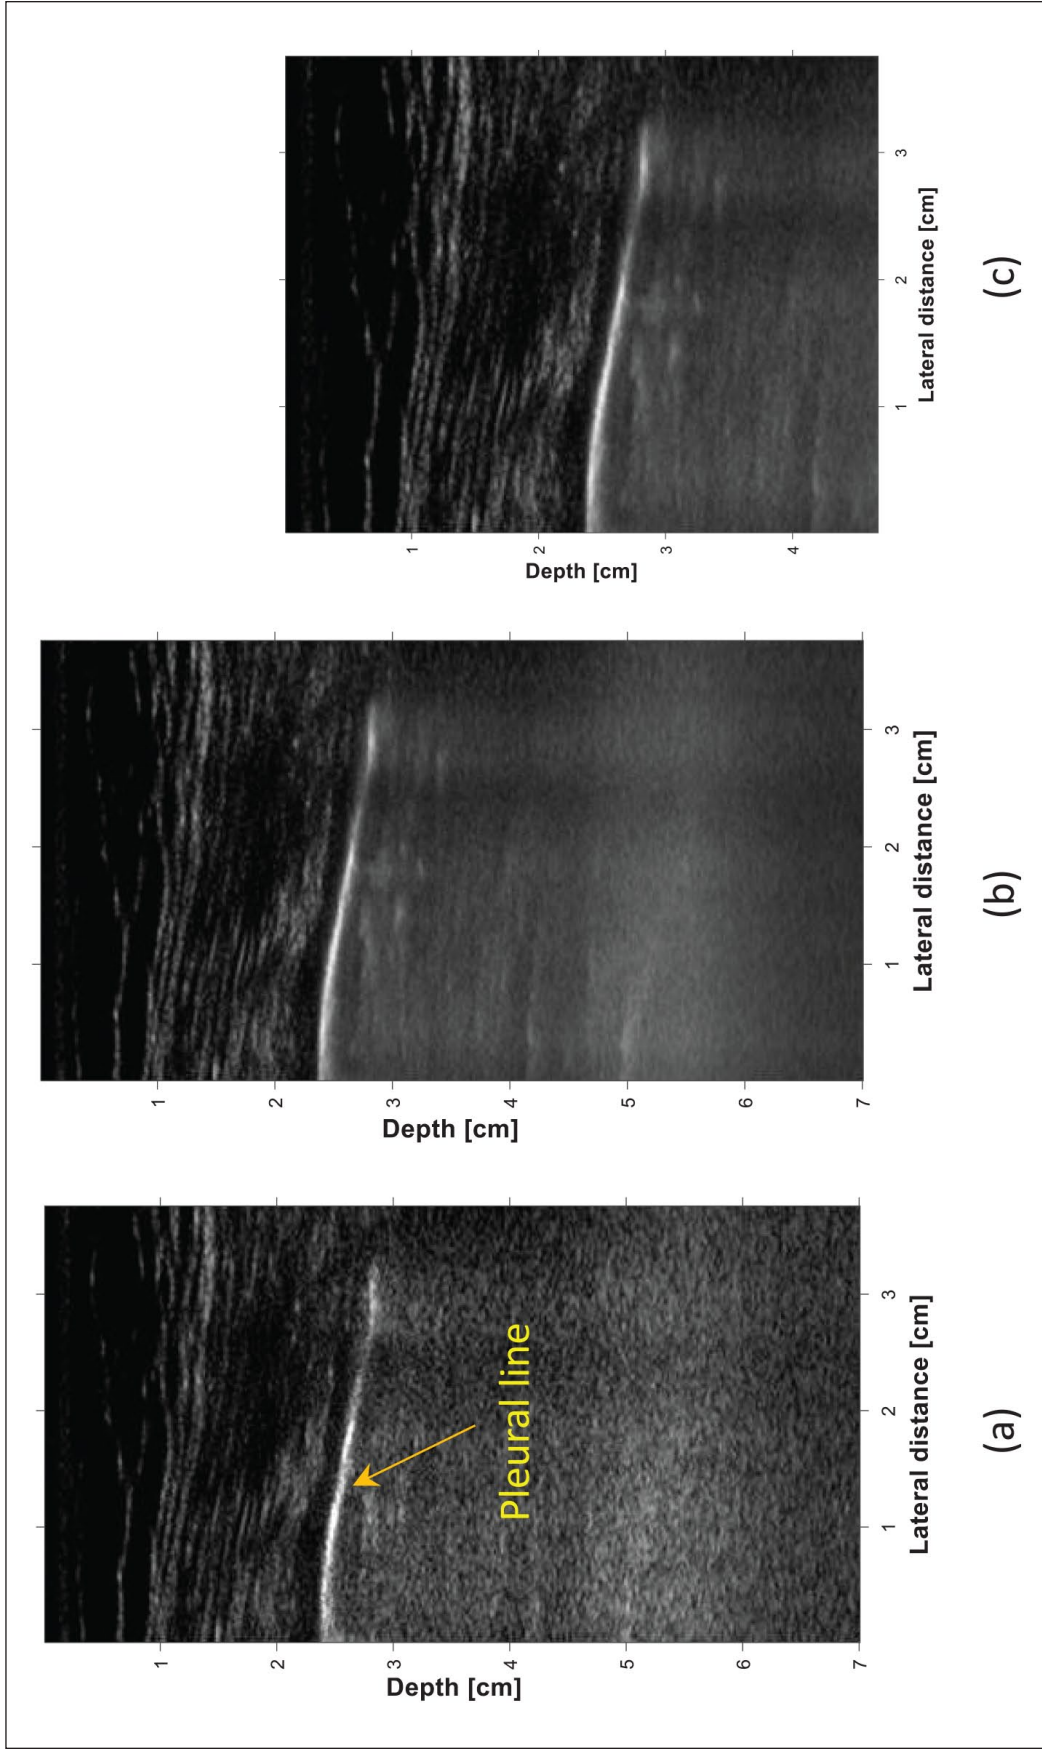 Depth [cm]
1
2
3
4
5
6
7
Pleural line
1
2
3
Lateral distance [cm]
(a)
Depth [cm]
1
2
3
4
5
6
7
1
2
3
Lateral distance [cm]
(b)
Depth [cm]
1
2
3
4
1
2
3
Lateral distance [cm]
(c)